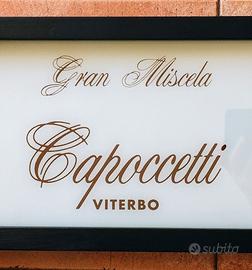 Gran Miscela
Capoccetti
VITERBO
subito